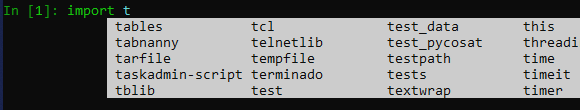 In [1]: import t
tables tcl test_data this
tabnanny telnetlib test_pycosat threadi
tarfile tempfile testpath time
taskadmin-script terminado tests timeit
tblib test textwrap timer